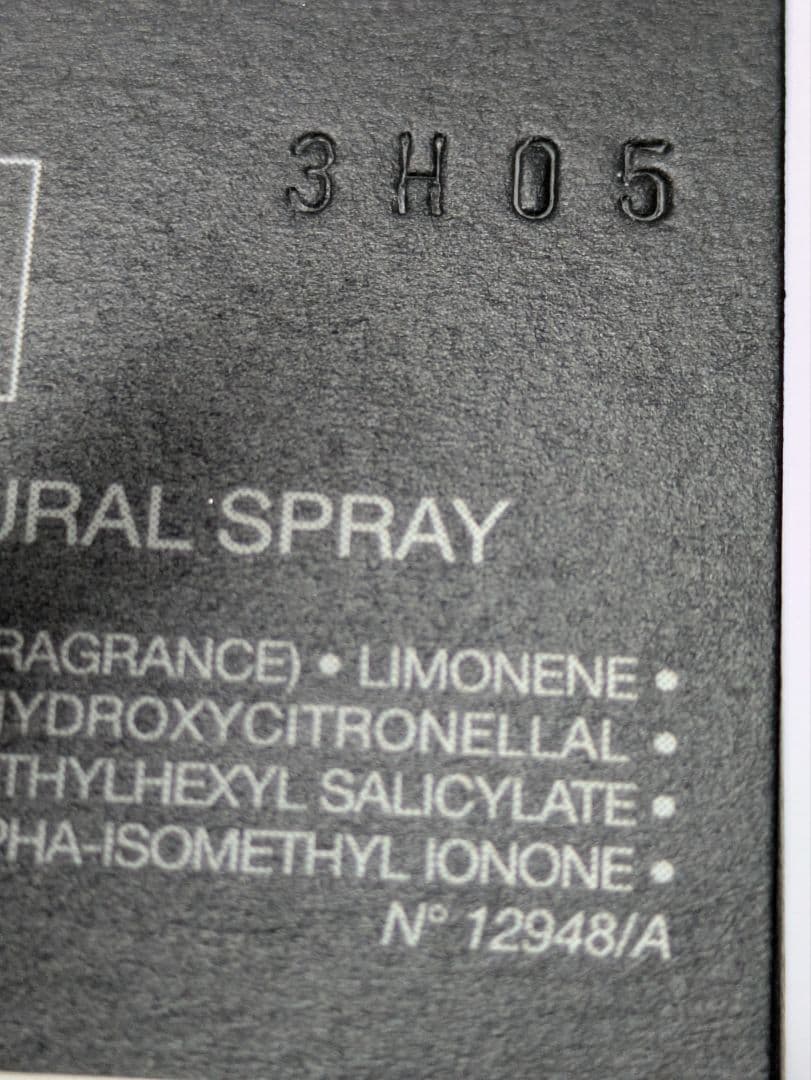 3H05
URAL SPRAY
RAGRANCE) • LIMONENE •
YDROXYCITRONELLAL •
THYLHEXYL SALICYLATE •
PHA-ISOMETHYL IONONE •
N° 12948/A